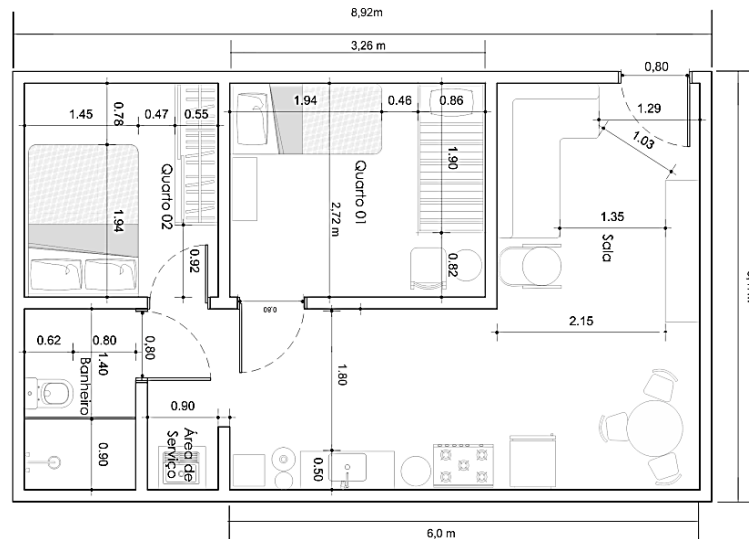 8,92m
3,26 m
0,80
1.45
0.78
0.47
0.55
1.94
0.46
0.86
1.29
1.03
Quarto 02
1.94
0.92
Quarto 01
2,72 m
1.90
0.82
1.35
Sala
2.15
0.62
0.80
1.40
Banheiro
0,80
0.60
1.80
0.90
Área de
Serviço
0.90
0.50
6,0 m